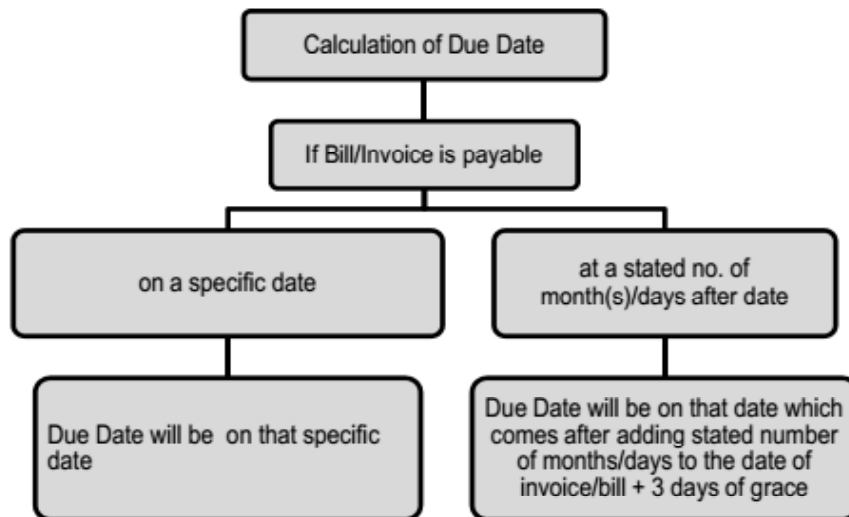 Calculation of Due Date
If Bill/Invoice is payable
on a specific date
at a stated no. of
month(s)/days after date
Due Date will be on that specific
date
Due Date will be on that date which
comes after adding stated number
of months/days to the date of
invoice/bill + 3 days of grace